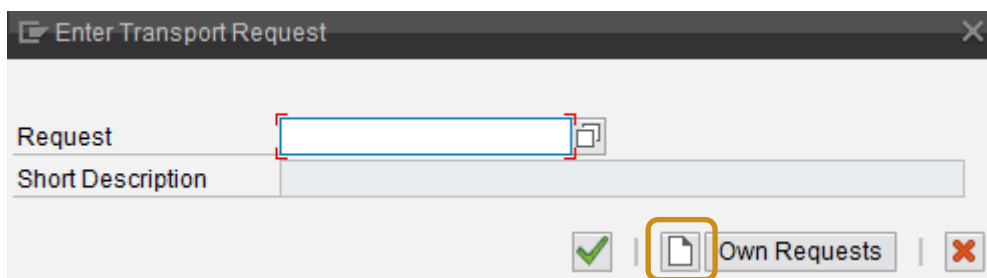 Enter Transport Request
Request
Short Description
Own Requests